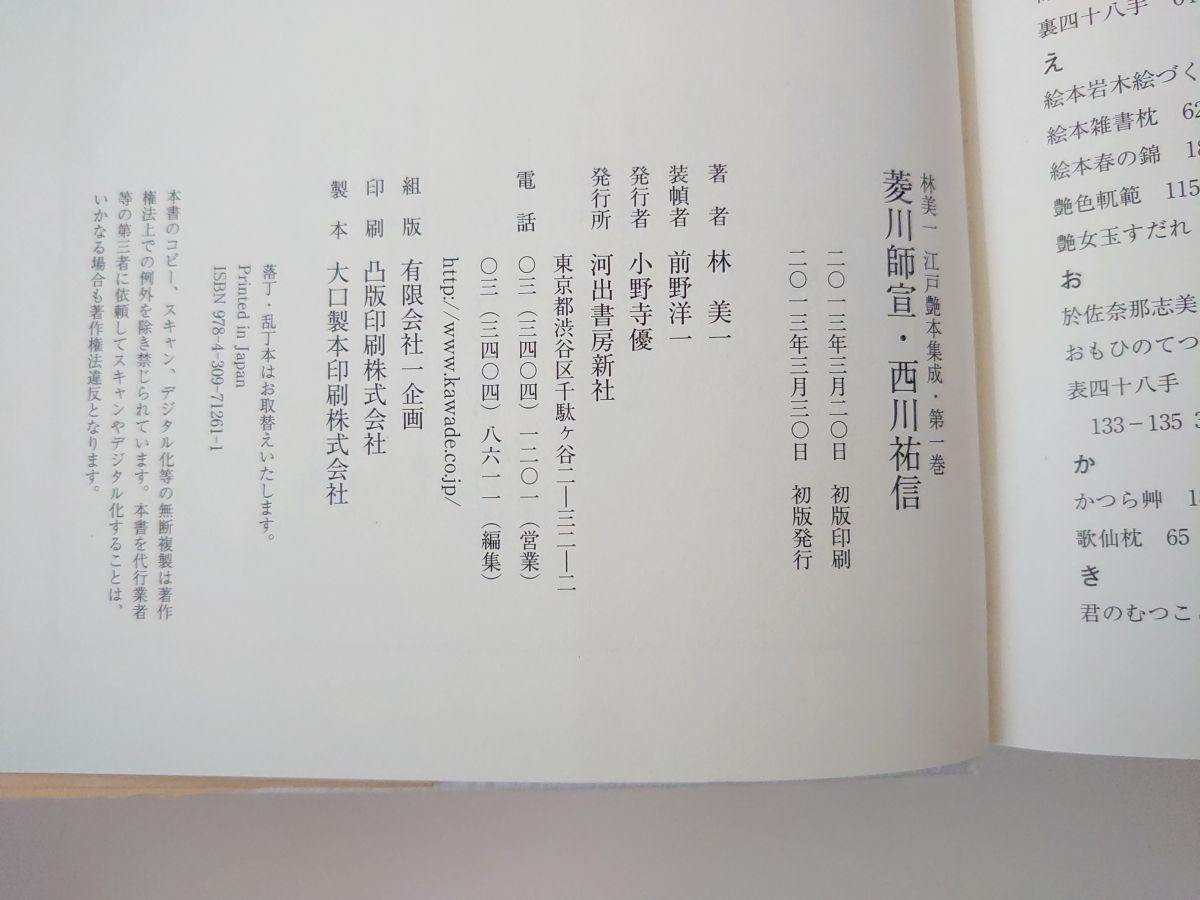 裏四十八手
え
絵本岩木絵づく
絵本雑書枕 62
絵本春の錦 18
艶色軏範 115
艶女玉すだれ
お
於佐奈那志美
おもひのてつ
表四十八手
133－135 3
か
かつら艸 18
歌仙枕 65
き
君のむつこ
林美一 江戸艶本集成・第一巻
菱川師宣・西川祐信
二〇一三年三月二〇日 初版印刷
二〇一三年三月三〇日 初版発行
著者 林美一
装幀者 前野洋一
発行者 小野寺優
発行所 河出書房新社
東京都渋谷区千駄ヶ谷二―三二―二
電話 〇三（三四〇四）一二〇一（営業）
〇三（三四〇四）八六一一（編集）
http://www.kawade.co.jp/
組版 有限会社一企画
印刷 凸版印刷株式会社
製本 大口製本印刷株式会社
落丁・乱丁本はお取替えいたします。
Printed in Japan
ISBN 978-4-309-71261-1
本書のコピー、スキャン、デジタル化等の無断複製は著作
権法上での例外を除き禁じられています。本書を代行業者
等の第三者に依頼してスキャンやデジタル化することは、
いかなる場合も著作権法違反となります。